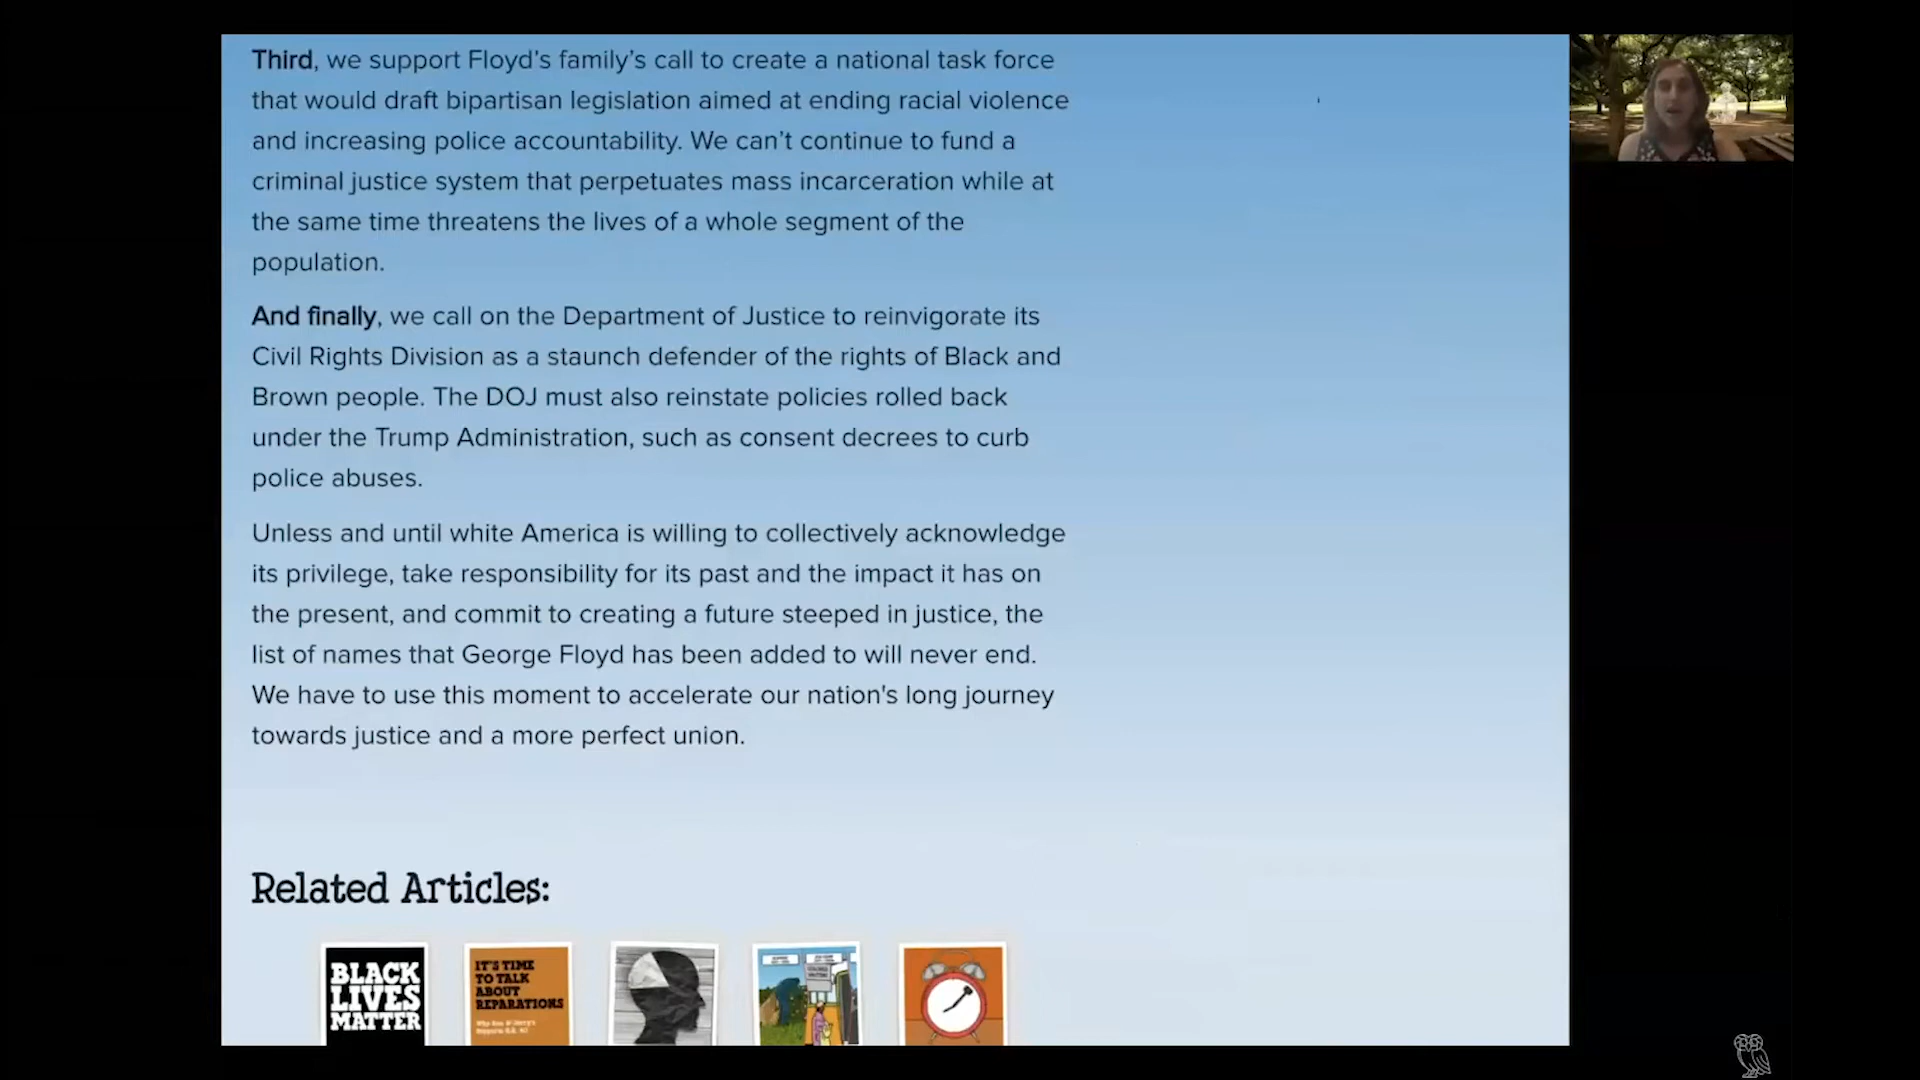 Third, we support Floyd's family's call to create a national task force
that would draft bipartisan legislation aimed at ending racial violence
and increasing police accountability. We can't continue to fund a
criminal justice system that perpetuates mass incarceration while at
the same time threatens the lives of a whole segment of the
population.
And finally, we call on the Department of Justice to reinvigorate its
Civil Rights Division as a staunch defender of the rights of Black and
Brown people. The DOJ must also reinstate policies rolled back
under the Trump Administration, such as consent decrees to curb
police abuses.
Unless and until white America is willing to collectively acknowledge
its privilege, take responsibility for its past and the impact it has on
the present, and commit to creating a future steeped in justice, the
list of names that George Floyd has been added to will never end.
We have to use this moment to accelerate our nation's long journey
towards justice and a more perfect union.
Related Articles:
BLACK
LIVES
MATTER
IT'S TIME
TO TALK
ABOUT
REPARATIONS
Why Ben & Jerry's
Supports H.R. 40